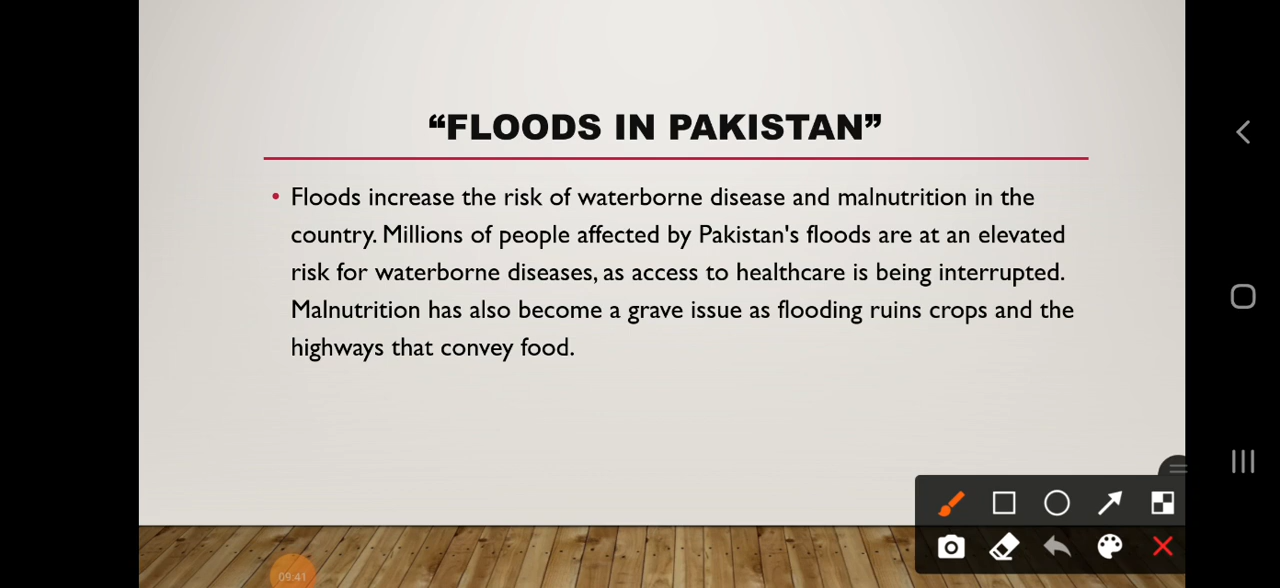 “FLOODS IN PAKISTAN”
• Floods increase the risk of waterborne disease and malnutrition in the
country. Millions of people affected by Pakistan's floods are at an elevated
risk for waterborne diseases, as access to healthcare is being interrupted.
Malnutrition has also become a grave issue as flooding ruins crops and the
highways that convey food.
09:41